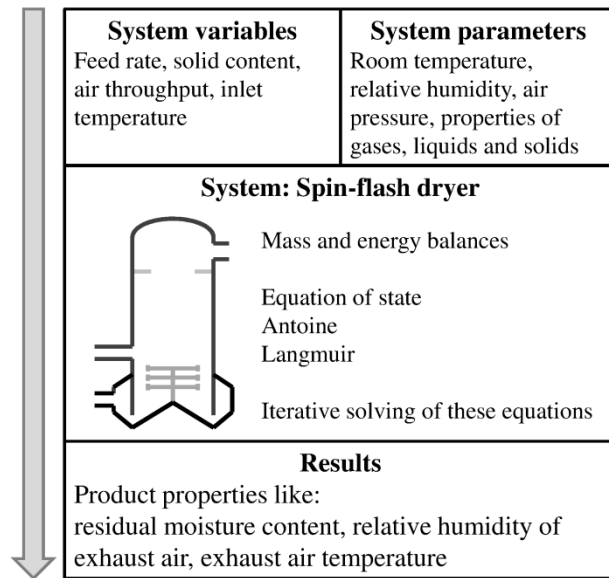 System variables
Feed rate, solid content,
air throughput, inlet
temperature
System parameters
Room temperature,
relative humidity, air
pressure, properties of
gases, liquids and solids
System: Spin-flash dryer
Mass and energy balances
Equation of state
Antoine
Langmuir
Iterative solving of these equations
Results
Product properties like:
residual moisture content, relative humidity of
exhaust air, exhaust air temperature